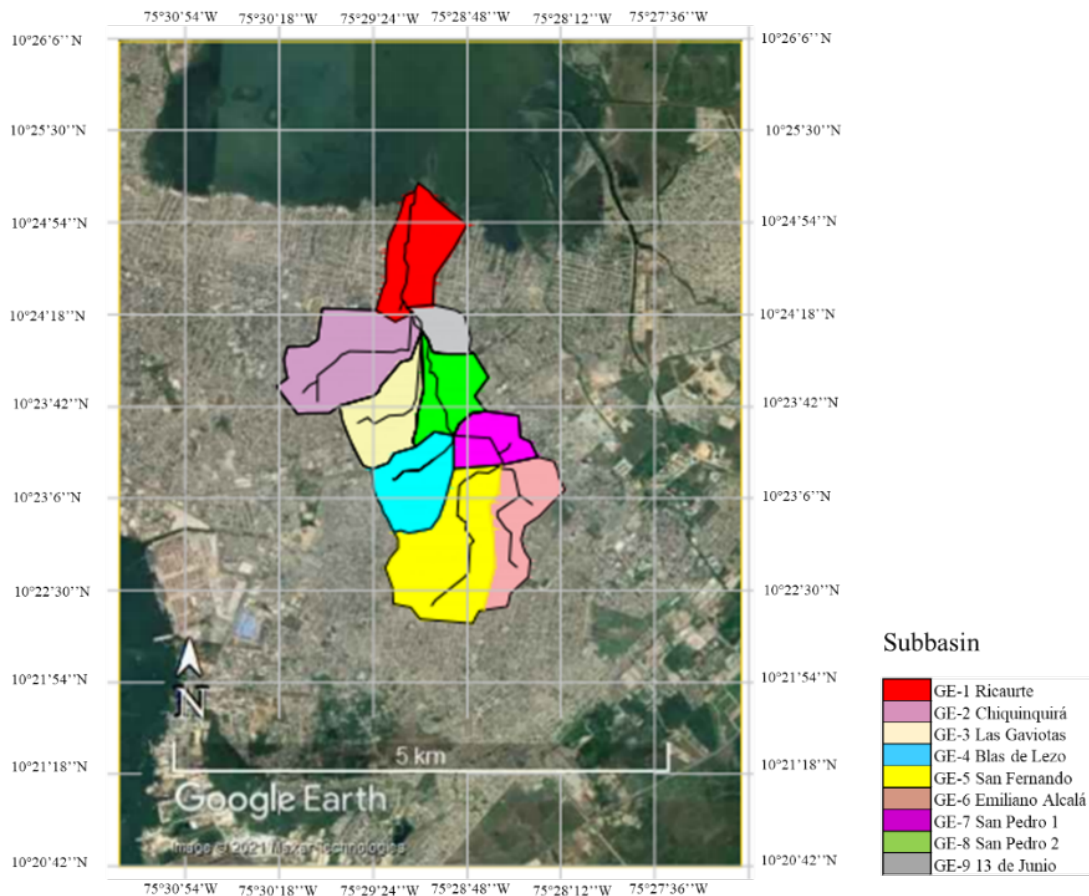 75°30'54''W 75°30'18''W 75°29'24''W 75°28'48''W 75°28'12''W 75°27'36''W
10°26'6''N 10°26'6''N
10°25'30''N 10°25'30''N
10°24'54''N 10°24'54''N
10°24'18''N 10°24'18''N
10°23'42''N 10°23'42''N
10°23'6''N 10°23'6''N
10°22'30''N 10°22'30''N
10°21'54''N 10°21'54''N
10°21'18''N 10°21'18''N
10°20'42''N 10°20'42''N
N
5 km
Google Earth
Image © 2021 Maxar Technologies
75°30'54''W 75°30'18''W 75°29'24''W 75°28'48''W 75°28'12''W 75°27'36''W
Subbasin
GE-1 Ricaurte
GE-2 Chiquinquirá
GE-3 Las Gaviotas
GE-4 Blas de Lezo
GE-5 San Fernando
GE-6 Emiliano Alcalá
GE-7 San Pedro 1
GE-8 San Pedro 2
GE-9 13 de Junio